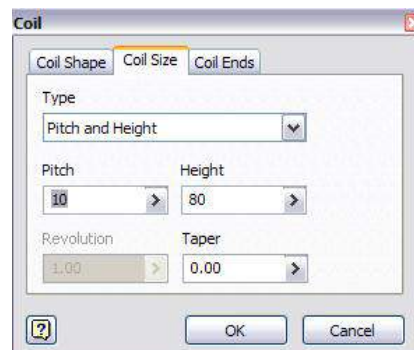 Coil
Coil Shape Coil Size Coil Ends
Type
Pitch and Height
Pitch Height
10 80
Revolution Taper
1.00 0.00
? OK Cancel